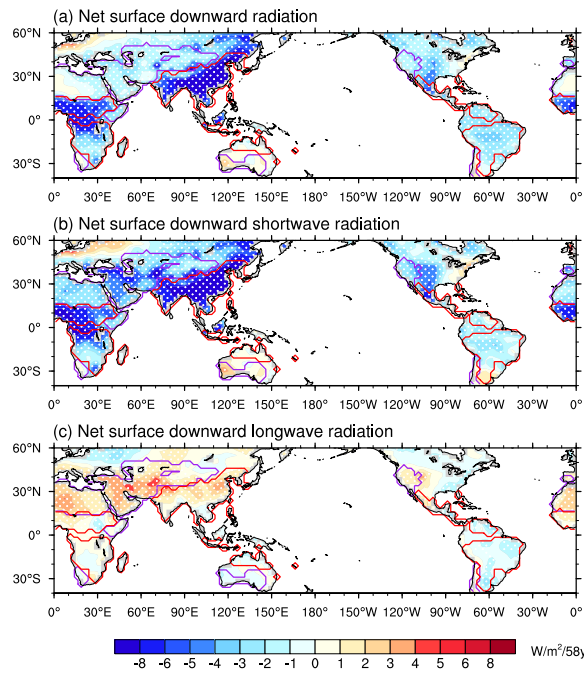 (a) Net surface downward radiation
60°N
30°N
0°
30°S
0° 30°E 60°E 90°E 120°E 150°E 180° 150°W 120°W 90°W 60°W 30°W 0°
(b) Net surface downward shortwave radiation
60°N
30°N
0°
30°S
0° 30°E 60°E 90°E 120°E 150°E 180° 150°W 120°W 90°W 60°W 30°W 0°
(c) Net surface downward longwave radiation
60°N
30°N
0°
30°S
0° 30°E 60°E 90°E 120°E 150°E 180° 150°W 120°W 90°W 60°W 30°W 0°
-8 -6 -5 -4 -3 -2 -1 0 1 2 3 4 5 6 8 W/m²/58y